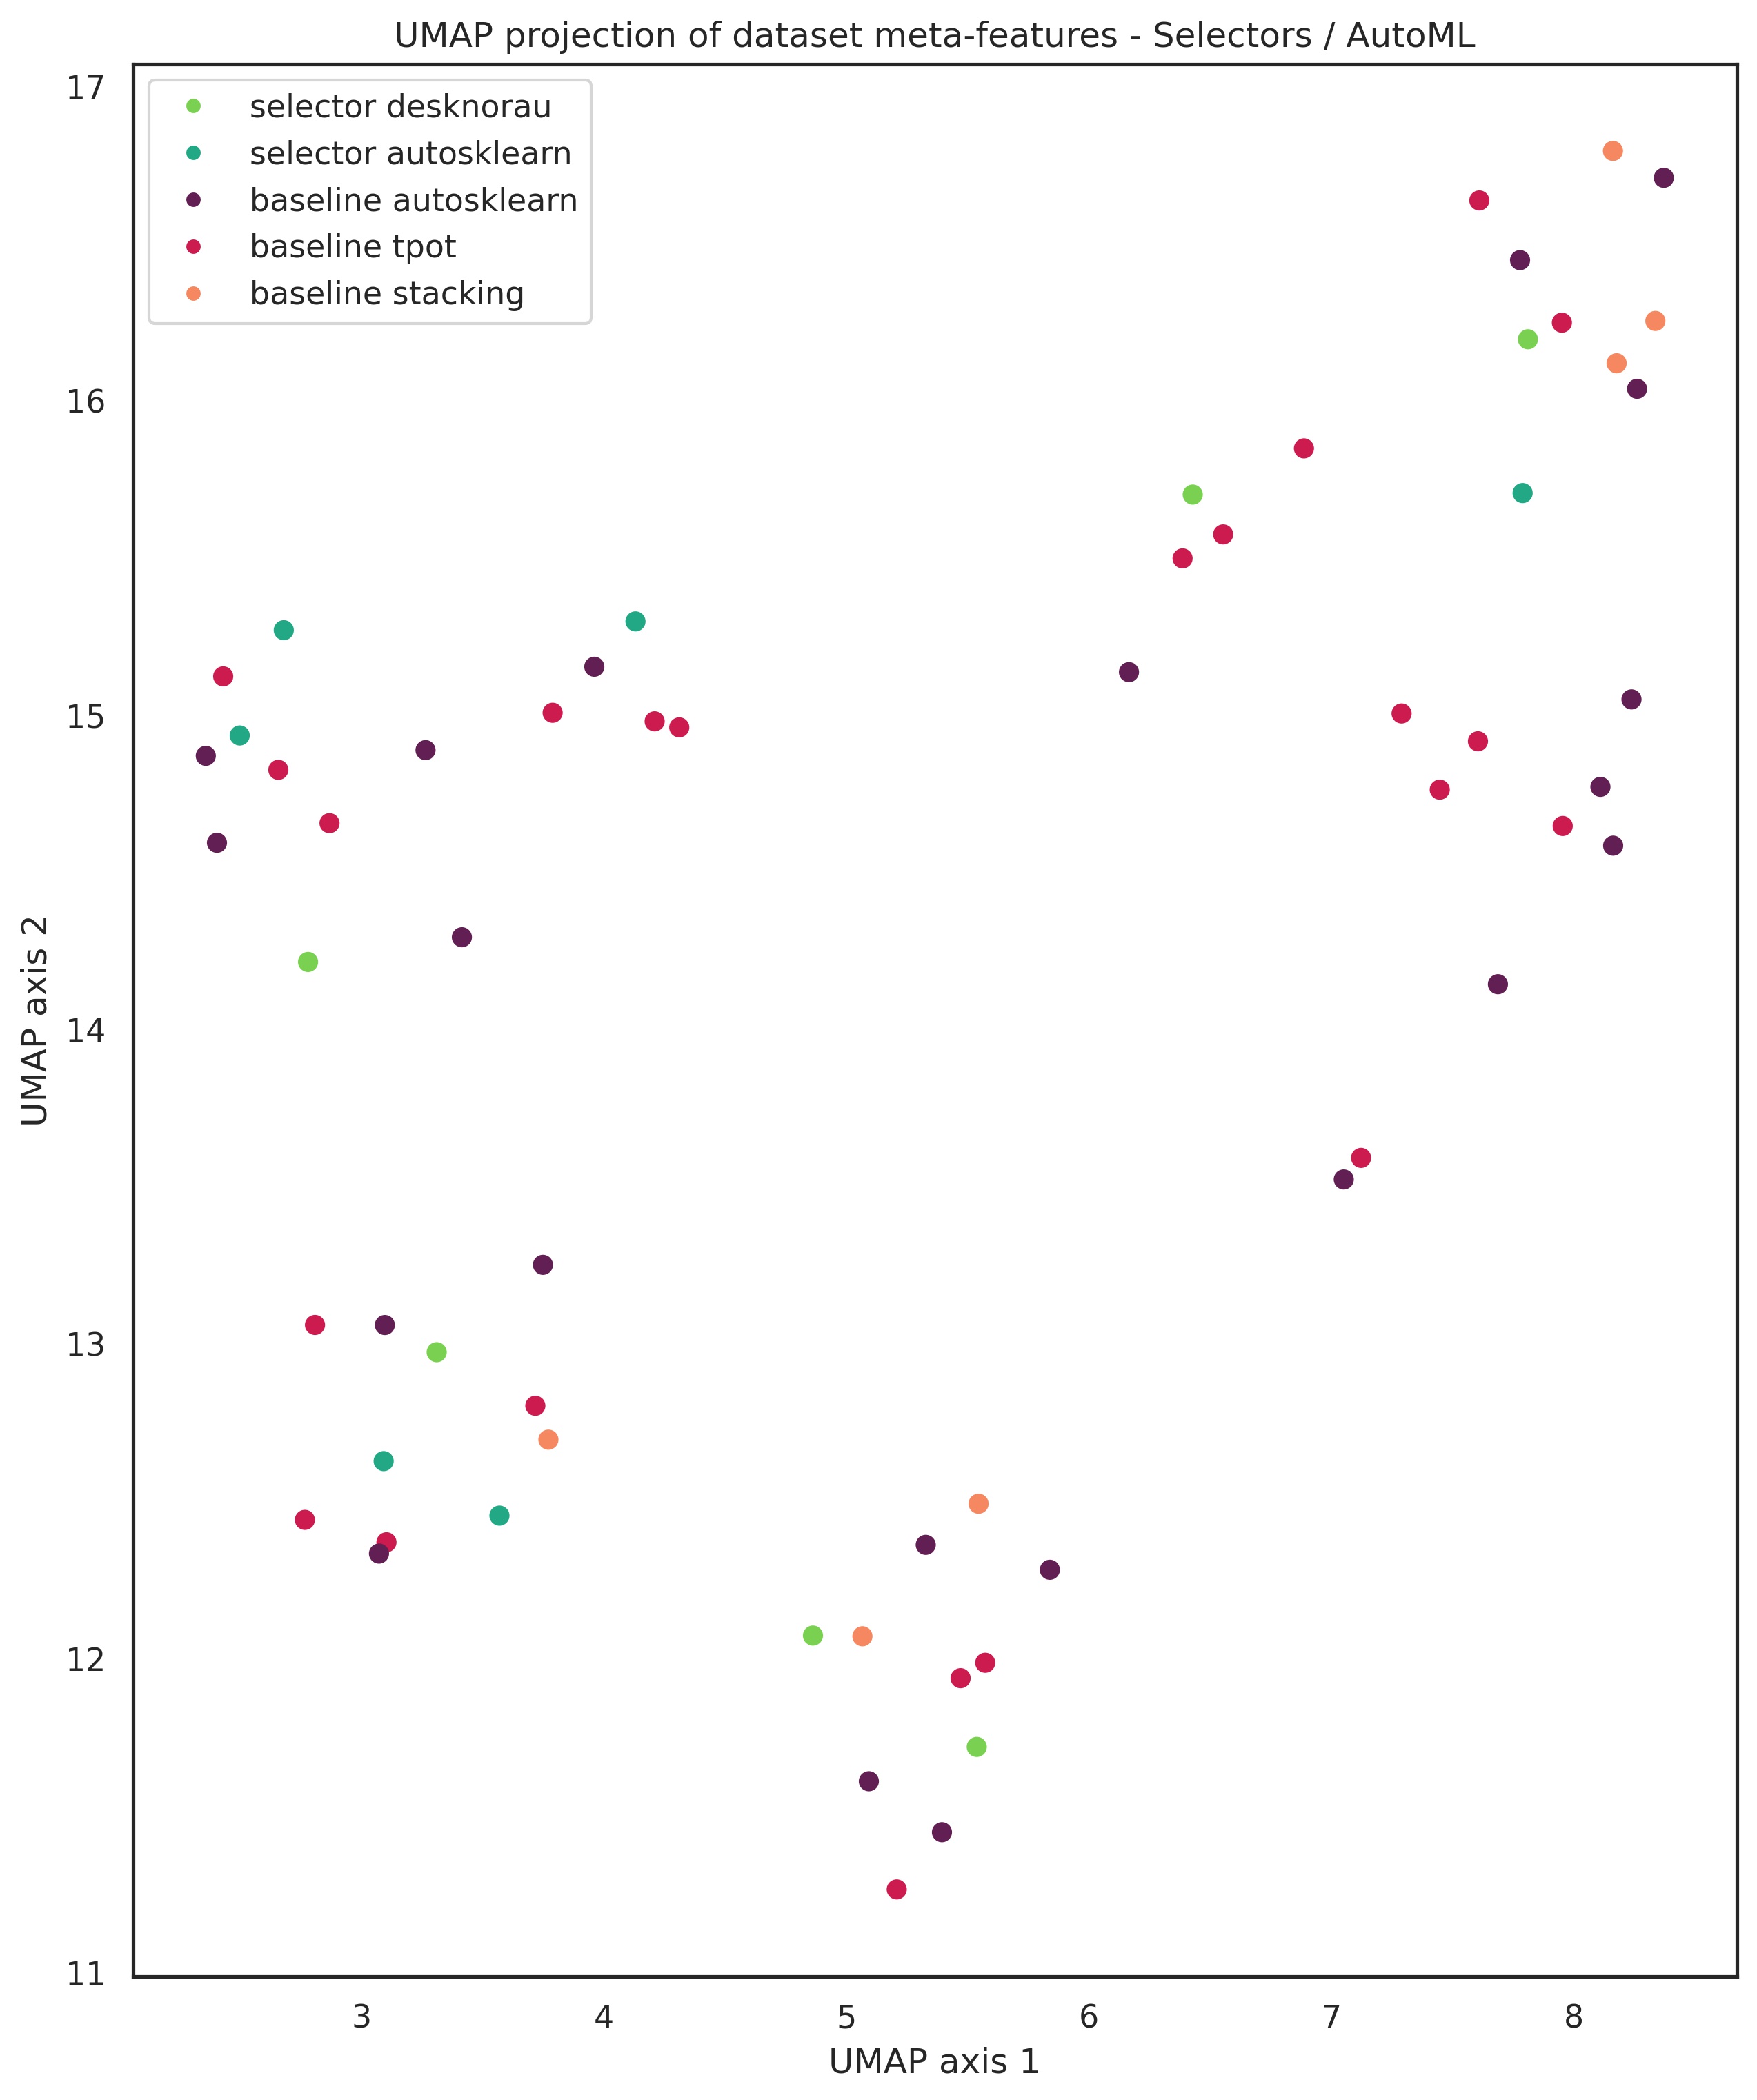 UMAP projection of dataset meta-features - Selectors / AutoML
selector desknorau
selector autosklearn
baseline autosklearn
baseline tpot
baseline stacking
17
16
15
14
13
12
11
UMAP axis 2
3 4 5 6 7 8
UMAP axis 1